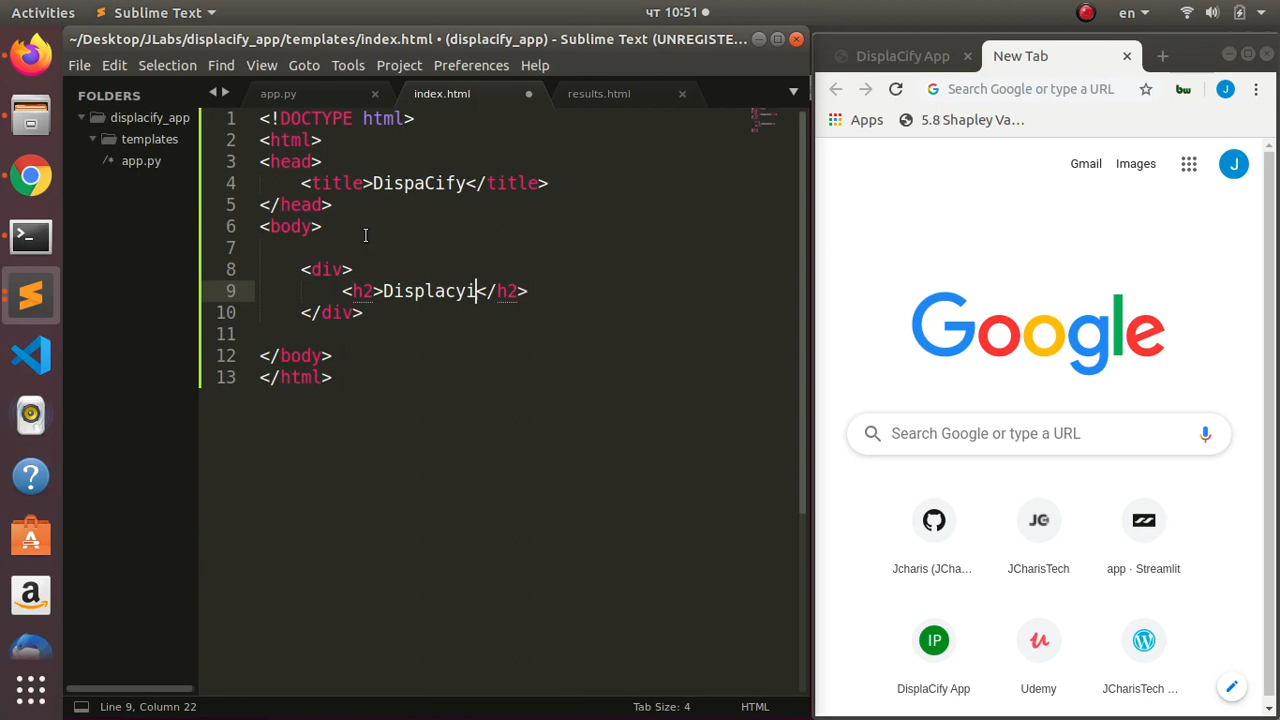 Activities
Sublime Text
чт 10:51
en
~/Desktop/JLabs/displacify_app/templates/index.html • (displacify_app) - Sublime Text (UNREGISTE...
File Edit Selection Find View Goto Tools Project Preferences Help
FOLDERS
displacify_app
templates
/* app.py
app.py
index.html
results.html
1 <!DOCTYPE html>
2 <html>
3 <head>
4 <title>DispaCify</title>
5 </head>
6 <body>
7
8 <div>
9 <h2>Displacyi</h2>
10 </div>
11
12 </body>
13 </html>
Line 9, Column 22
Tab Size: 4
HTML
DisplaCify App
New Tab
Search Google or type a URL
bw
J
Apps
5.8 Shapley Va...
Gmail
Images
J
Google
Search Google or type a URL
JC
Jcharis (JCha...
JCharisTech
app · Streamlit
IP
DisplaCify App
Udemy
JCharisTech ...